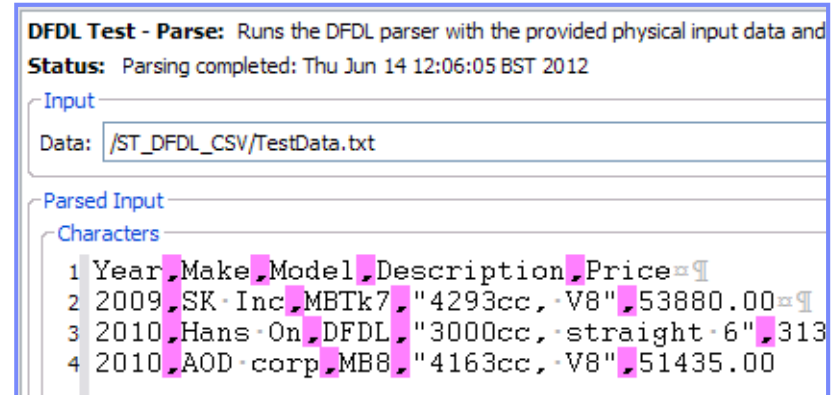 DFDL Test - Parse: Runs the DFDL parser with the provided physical input data and
Status: Parsing completed: Thu Jun 14 12:06:05 BST 2012
Input
Data: /ST_DFDL_CSV/TestData.txt
Parsed Input
Characters
1 Year,Make,Model,Description,Price¤¶
2 2009,SK·Inc,MBTk7,"4293cc,·V8",53880.00¤¶
3 2010,Hans·On,DFDL,"3000cc,·straight·6",313
4 2010,AOD·corp,MB8,"4163cc,·V8",51435.00